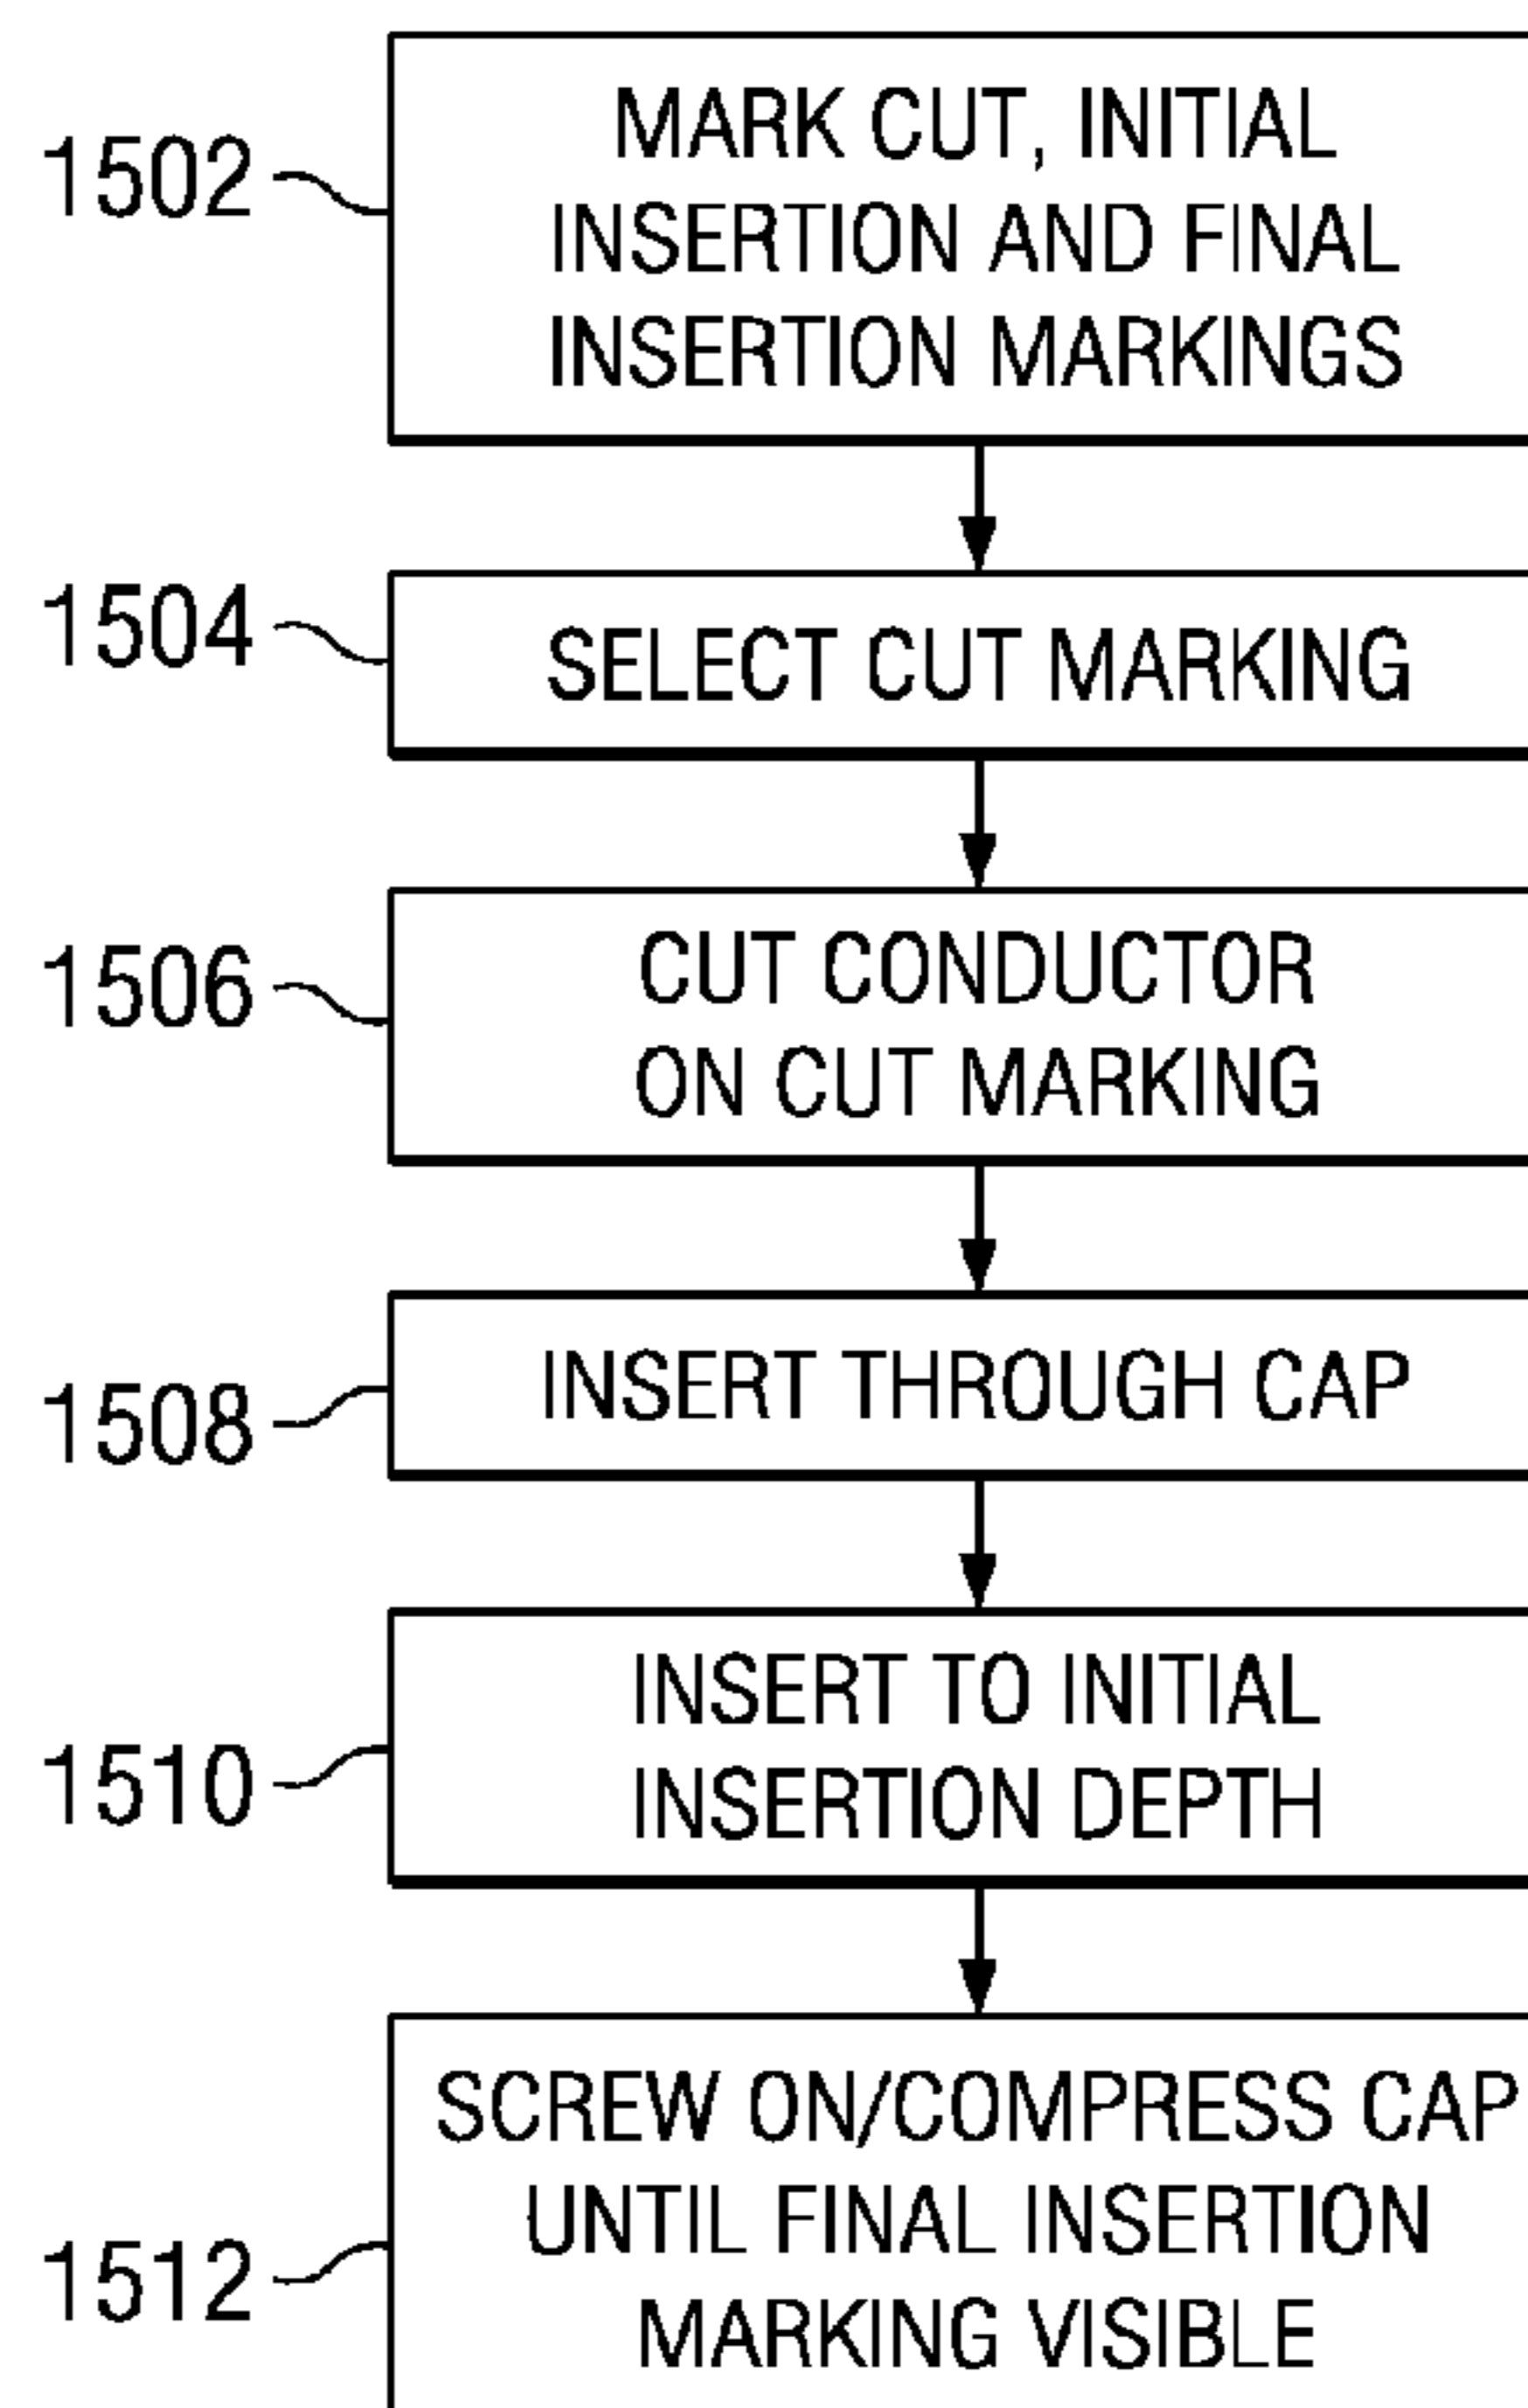 1502
MARK CUT, INITIAL
INSERTION AND FINAL
INSERTION MARKINGS
1504
SELECT CUT MARKING
1506
CUT CONDUCTOR
ON CUT MARKING
1508
INSERT THROUGH CAP
1510
INSERT TO INITIAL
INSERTION DEPTH
1512
SCREW ON/COMPRESS CAP
UNTIL FINAL INSERTION
MARKING VISIBLE